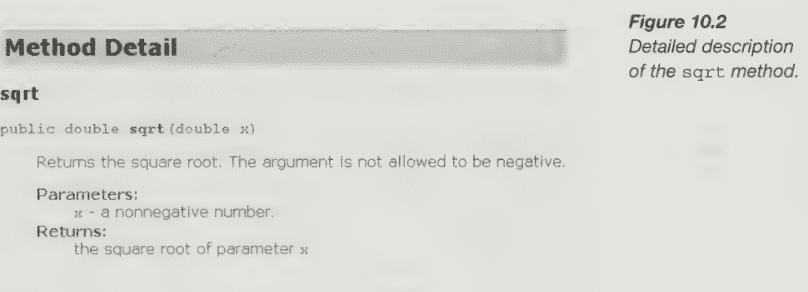 Method Detail
sqrt
public double sqrt(double x)
Returns the square root. The argument is not allowed to be negative.
Parameters:
x - a nonnegative number.
Returns:
the square root of parameter x
Figure 10.2
Detailed description
of the sqrt method.